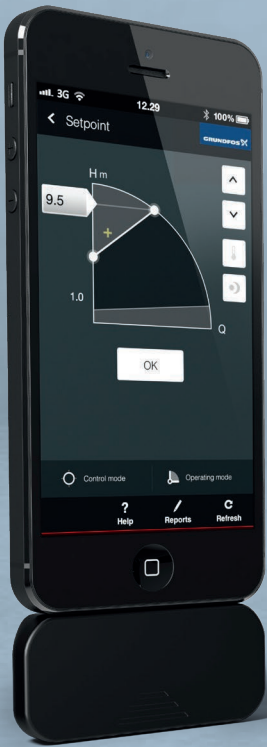 3G 12.29 100%
Setpoint
GRUNDFOS
H m
9.5
1.0
Q
OK
Control mode Operating mode
?
Help Reports Refresh